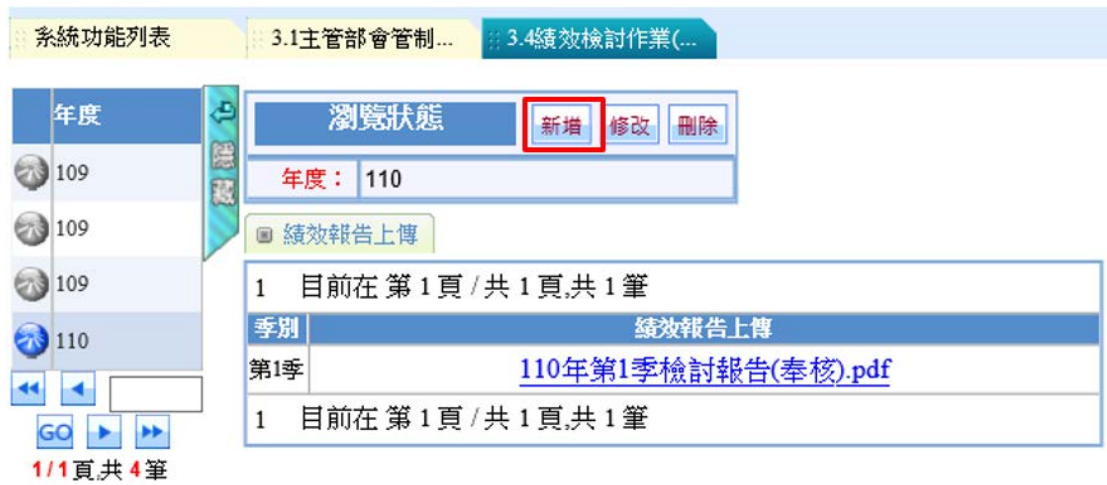 系統功能列表
3.1主管部會管制...
3.4績效檢討作業(...
年度
109
109
109
110
GO
1/1頁,共4筆
隱藏
瀏覽狀態
新增
修改
刪除
年度：
110
績效報告上傳
1 目前在 第 1 頁 / 共 1 頁,共 1 筆
季別 績效報告上傳
第1季 110年第1季檢討報告(奉核).pdf
1 目前在 第 1 頁 / 共 1 頁,共 1 筆